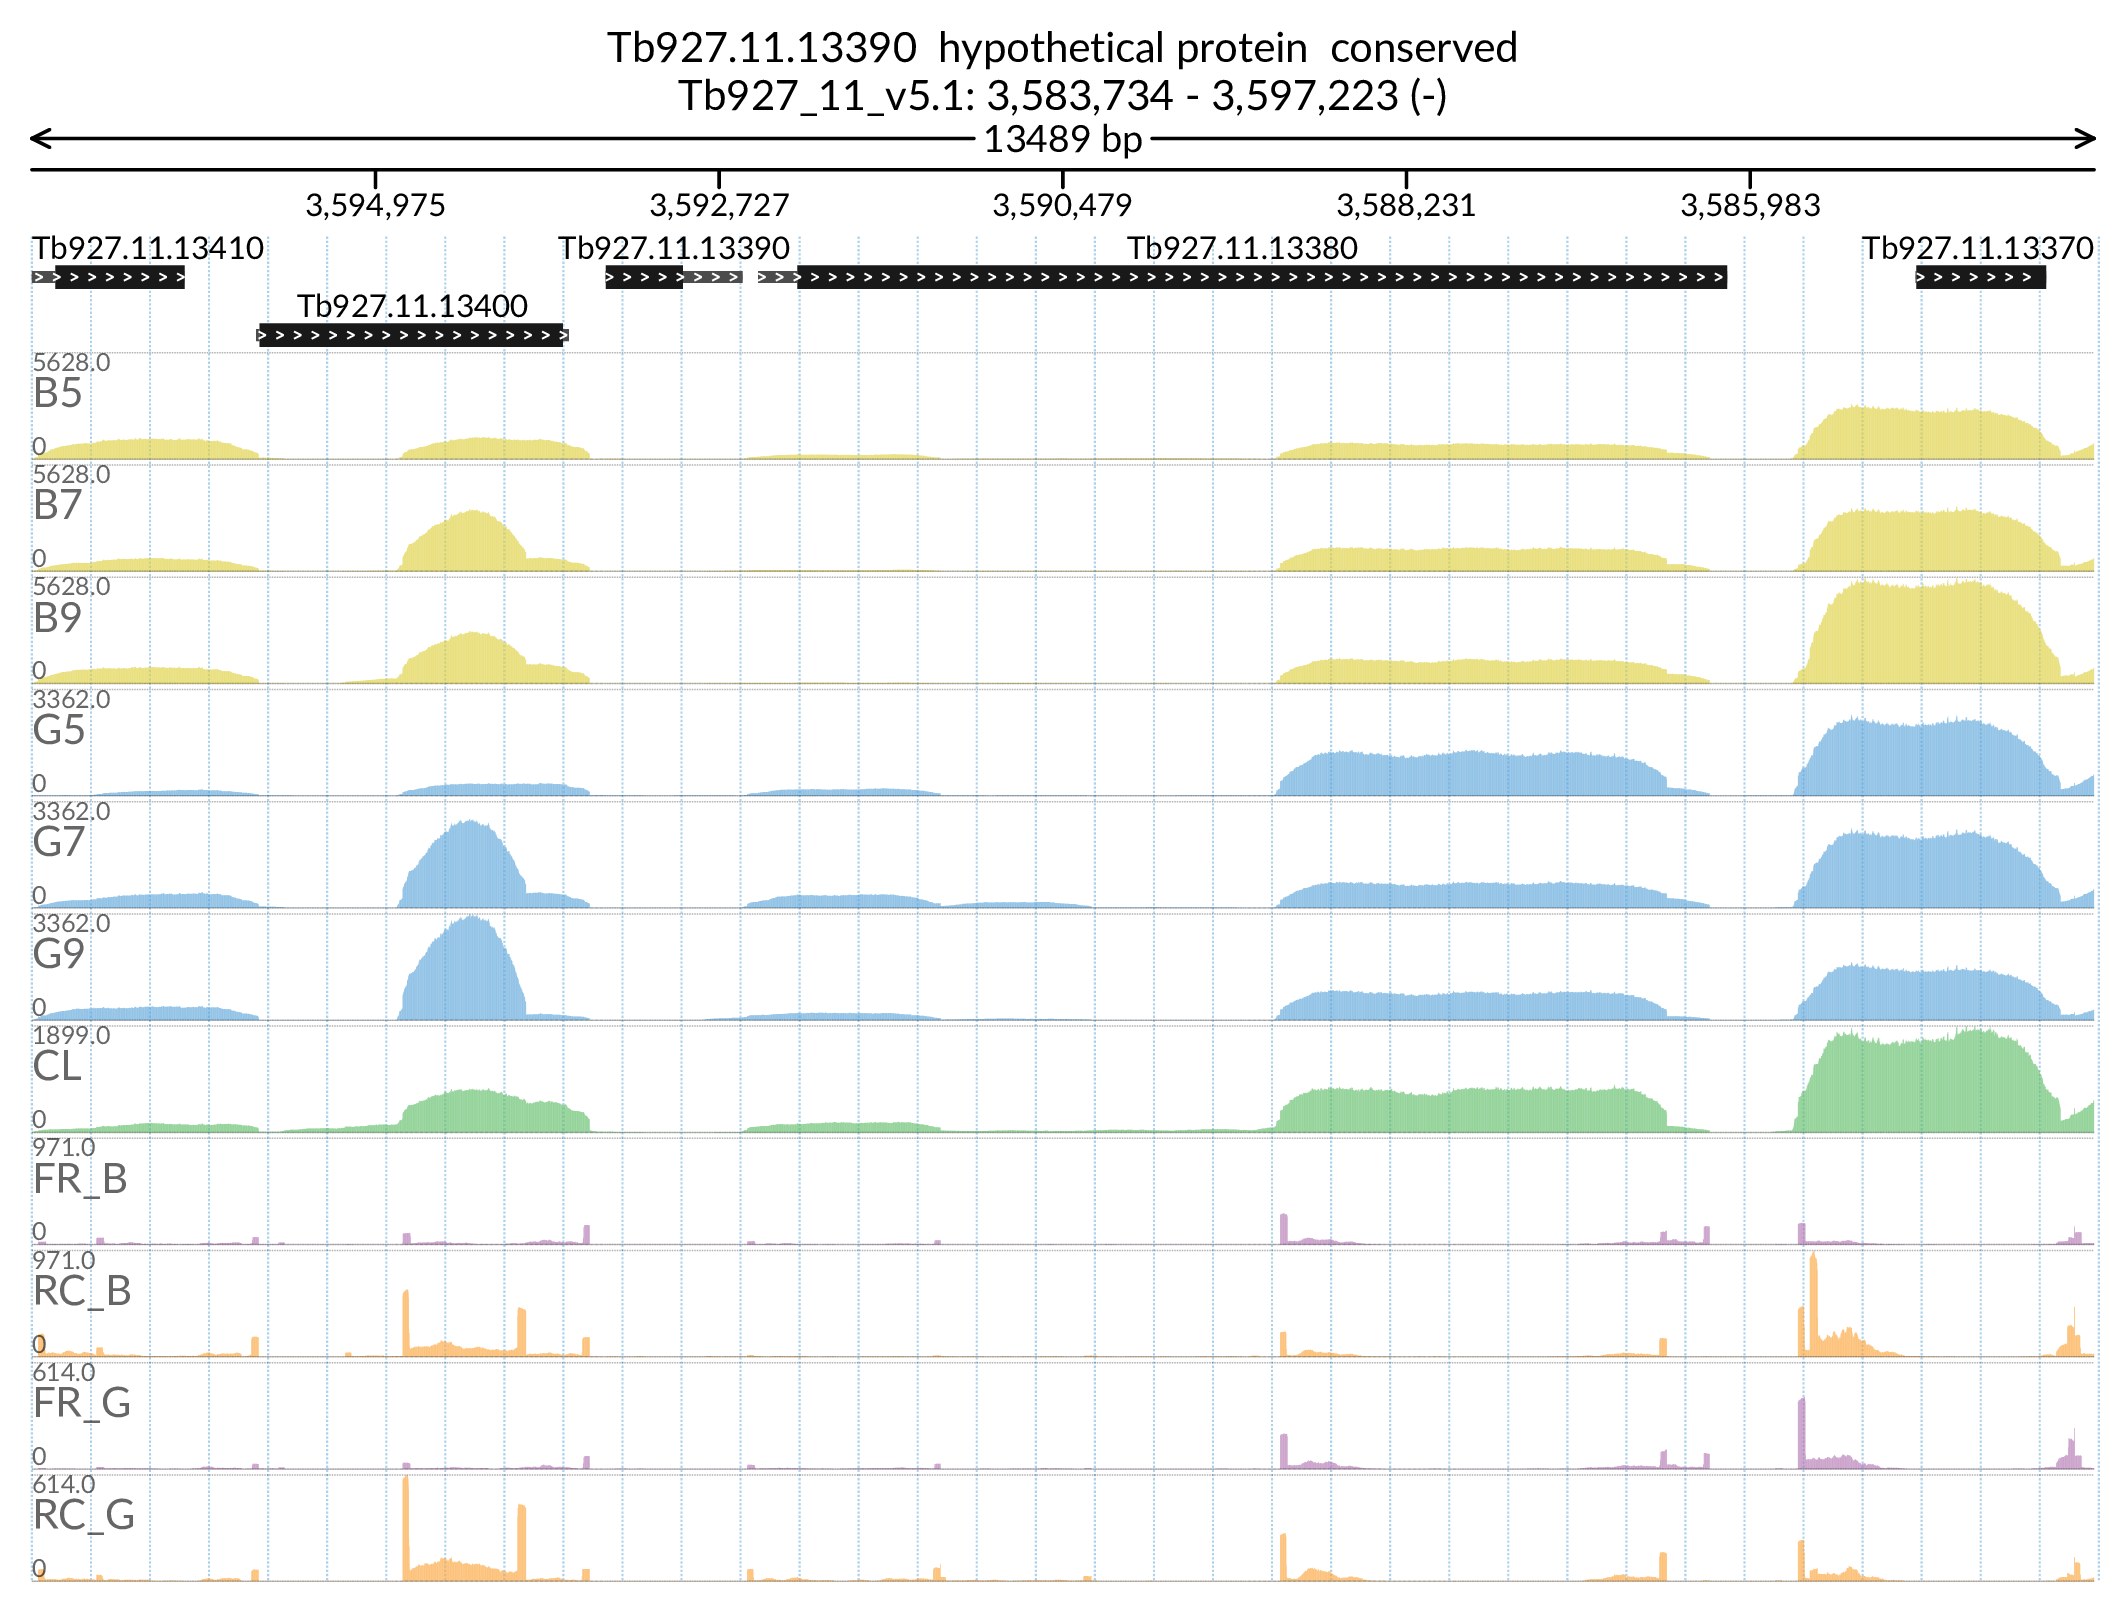 Tb927.11.13390  hypothetical protein  conserved
Tb927_11_v5.1: 3,583,734 - 3,597,223 (-)
13489 bp
3,594,975 3,592,727 3,590,479 3,588,231 3,585,983
Tb927.11.13410 Tb927.11.13390 Tb927.11.13380 Tb927.11.13370
Tb927.11.13400
5628.0
B5
0
5628.0
B7
0
5628.0
B9
0
3362.0
G5
0
3362.0
G7
0
3362.0
G9
0
1899.0
CL
0
971.0
FR_B
0
971.0
RC_B
0
614.0
FR_G
0
614.0
RC_G
0